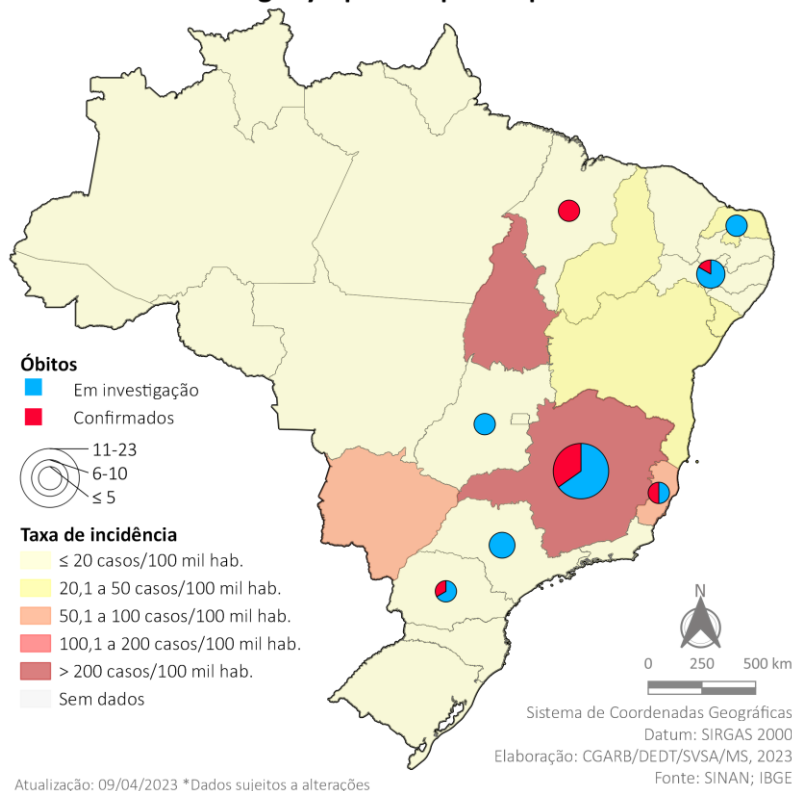 Óbitos
Em investigação
Confirmados
11-23
6-10
≤ 5
Taxa de incidência
≤ 20 casos/100 mil hab.
20,1 a 50 casos/100 mil hab.
50,1 a 100 casos/100 mil hab.
100,1 a 200 casos/100 mil hab.
> 200 casos/100 mil hab.
Sem dados
N
0 250 500 km
Sistema de Coordenadas Geográficas
Datum: SIRGAS 2000
Elaboração: CGARB/DEDT/SVSA/MS, 2023
Fonte: SINAN; IBGE
Atualização: 09/04/2023 *Dados sujeitos a alterações